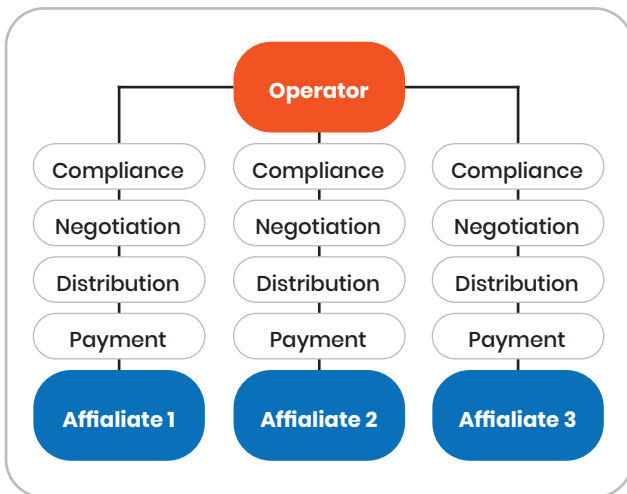 Operator
Compliance Compliance Compliance
Negotiation Negotiation Negotiation
Distribution Distribution Distribution
Payment Payment Payment
Affialiate 1 Affialiate 2 Affialiate 3